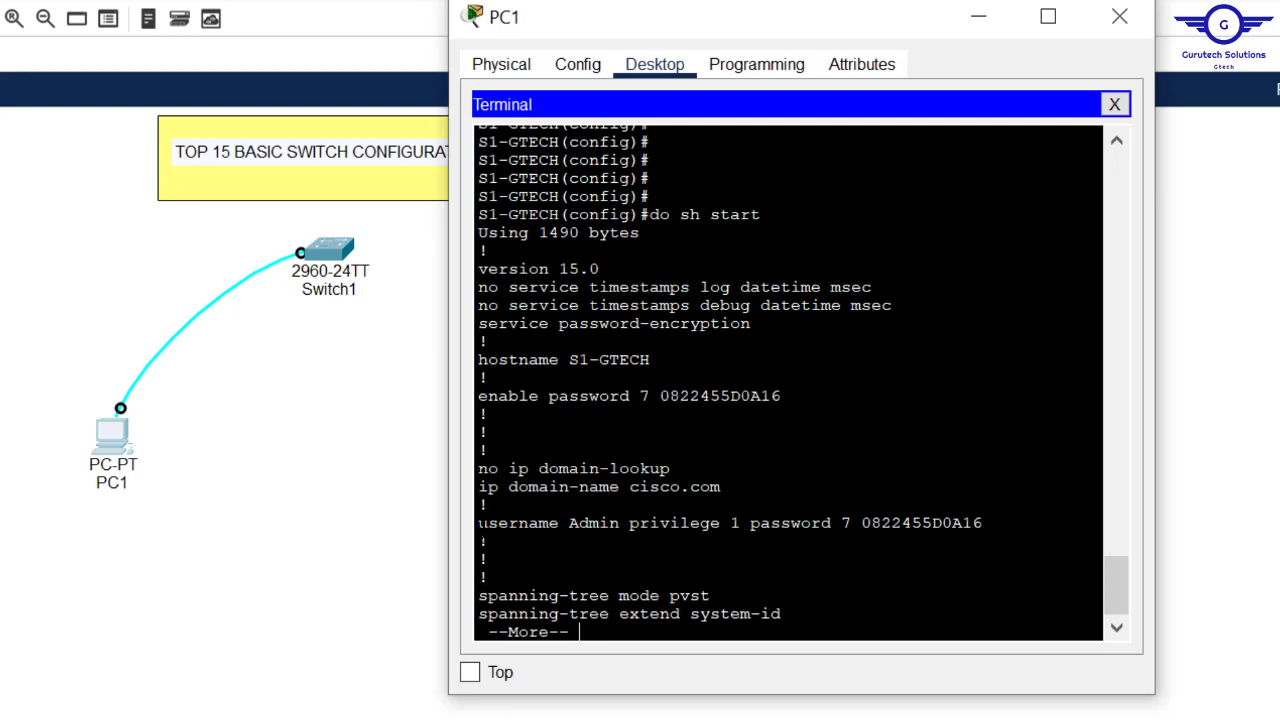 PC1
Physical
Config
Desktop
Programming
Attributes
G
Gurutech Solutions
Gtech
Terminal
X
TOP 15 BASIC SWITCH CONFIGURAT
2960-24TT
Switch1
PC-PT
PC1
S1-GTECH(config)#
S1-GTECH(config)#
S1-GTECH(config)#
S1-GTECH(config)#
S1-GTECH(config)#
S1-GTECH(config)#do sh start
Using 1490 bytes
!
version 15.0
no service timestamps log datetime msec
no service timestamps debug datetime msec
service password-encryption
!
hostname S1-GTECH
!
enable password 7 0822455D0A16
!
!
!
no ip domain-lookup
ip domain-name cisco.com
!
username Admin privilege 1 password 7 0822455D0A16
!
!
!
spanning-tree mode pvst
spanning-tree extend system-id
--More--
Top